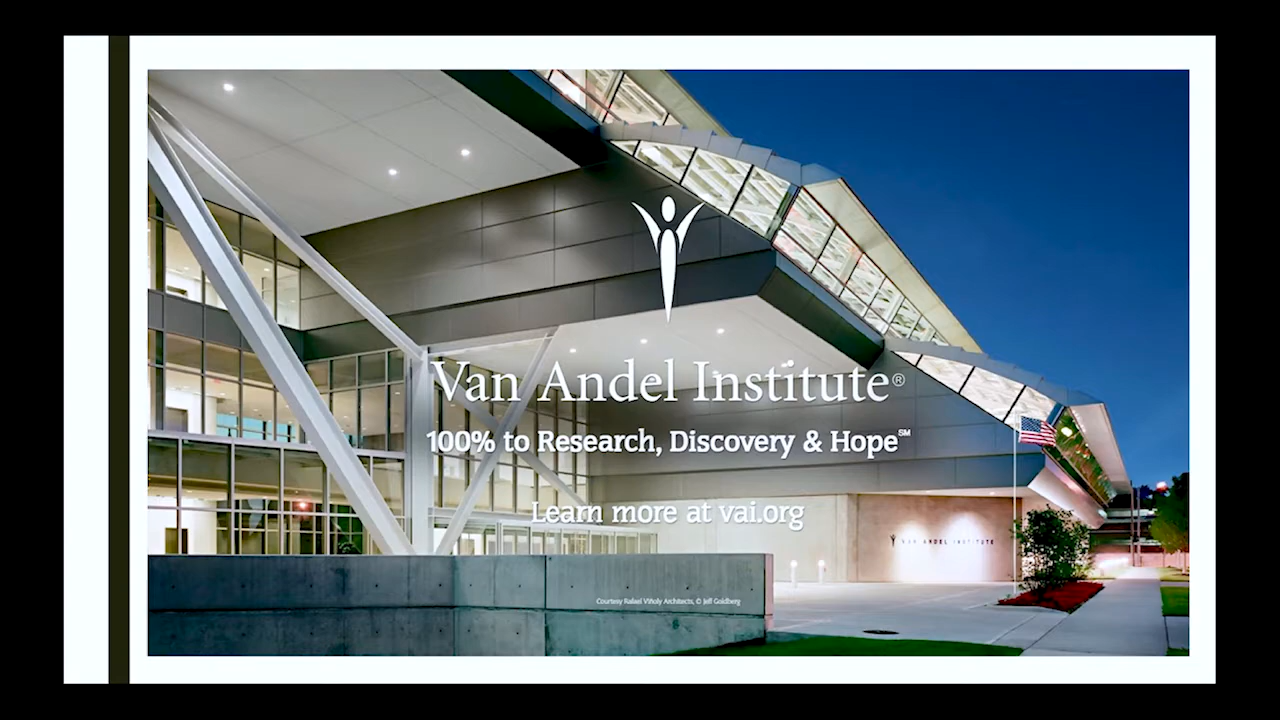 Van Andel Institute®
100% to Research, Discovery & Hope℠
Learn more at vai.org
VAN ANDEL INSTITUTE
Courtesy Rafael Viñoly Architects, © Jeff Goldberg